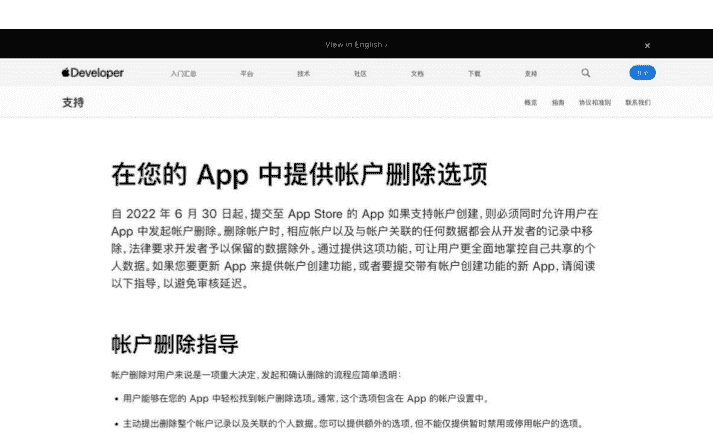 View in English ›
Developer 入门汇总 平台 技术 社区 文档 下载 支持
支持 概览 指南 协议和准则 联系我们
在您的 App 中提供帐户删除选项
自 2022 年 6 月 30 日起，提交至 App Store 的 App 如果支持帐户创建，则必须同时允许用户在
App 中发起帐户删除。删除帐户时，相应帐户以及与帐户关联的任何数据都会从开发者的记录中移
除，法律要求开发者予以保留的数据除外。通过提供这项功能，可让用户更全面地掌控自己共享的个
人数据。如果您要更新 App 来提供帐户创建功能，或者要提交带有帐户创建功能的新 App，请阅读
以下指导，以避免审核延迟。
帐户删除指导
帐户删除对用户来说是一项重大决定，发起和确认删除的流程应简单透明：
• 用户能够在您的 App 中轻松找到帐户删除选项。通常，这个选项包含在 App 的帐户设置中。
• 主动提出删除整个帐户记录以及关联的个人数据。您可以提供额外的选项，但不能仅提供暂时禁用或停用帐户的选项。